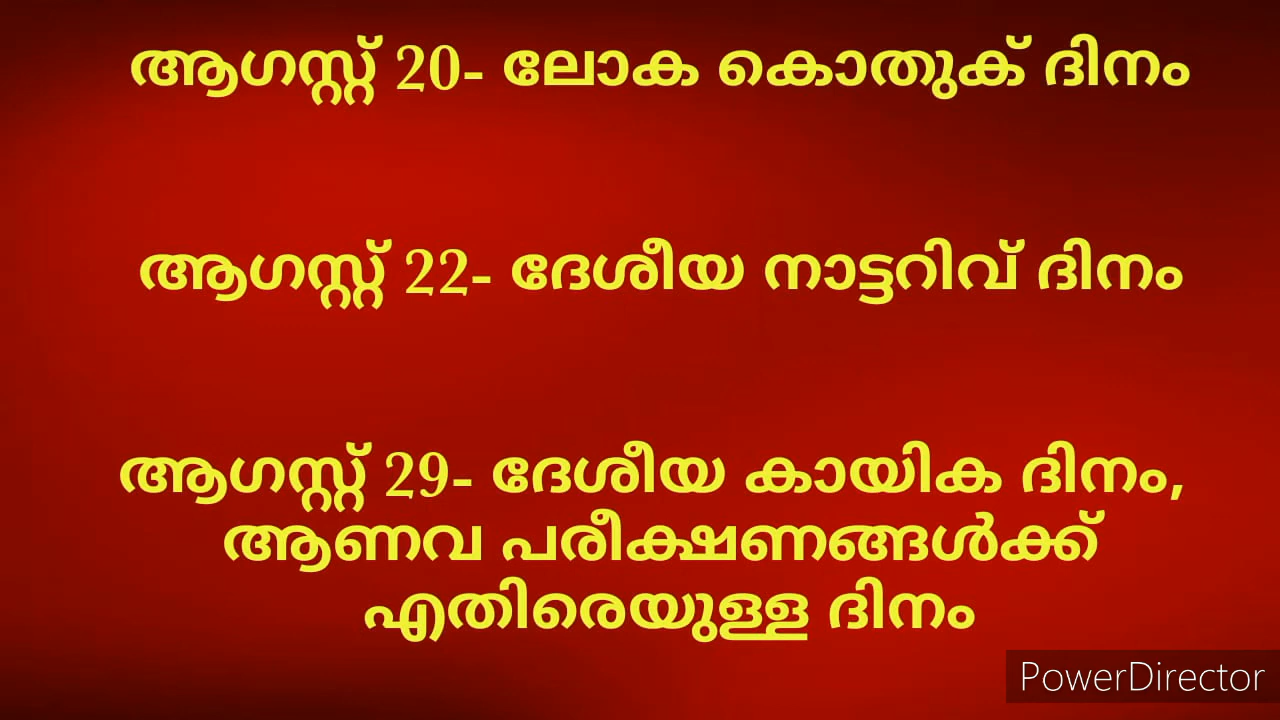 ആഗസ്റ്റ് 20- ലോക കൊതുക് ദിനം
ആഗസ്റ്റ് 22- ദേശീയ നാട്ടറിവ് ദിനം
ആഗസ്റ്റ് 29- ദേശീയ കായിക ദിനം,
ആണവ പരീക്ഷണങ്ങൾക്ക്
എതിരെയുള്ള ദിനം
PowerDirector